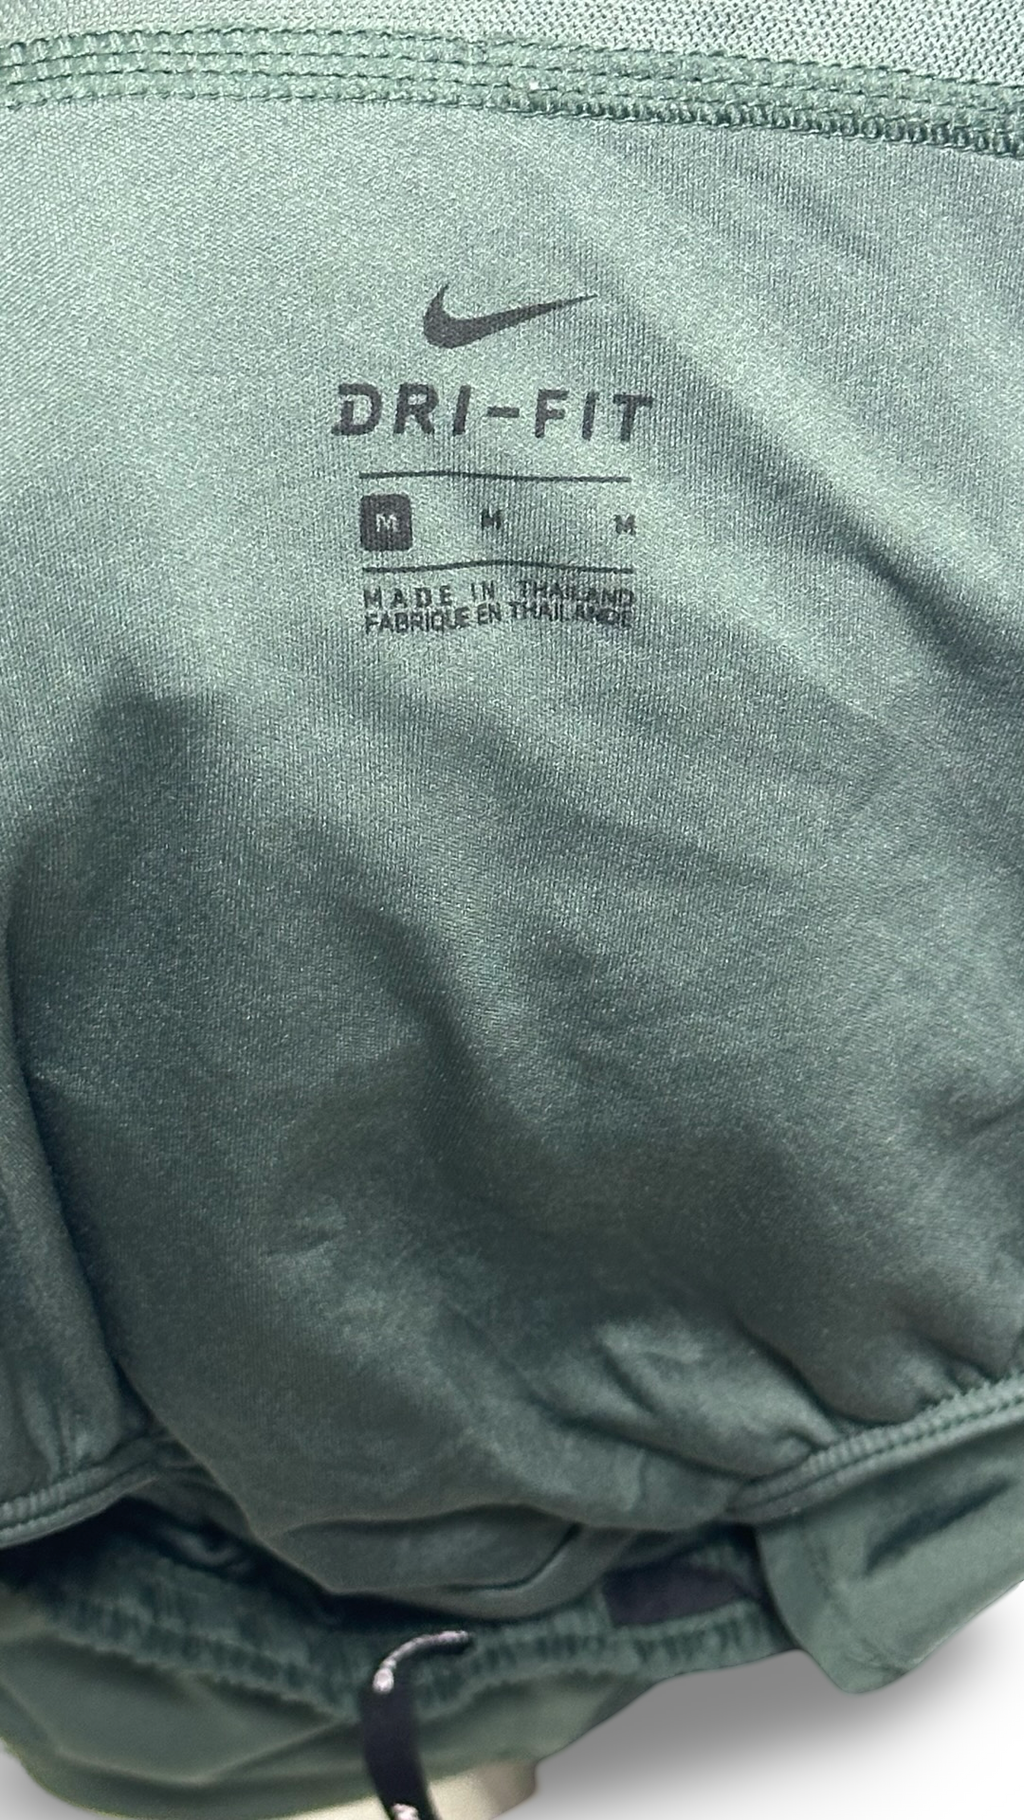 DRI-FIT
M M M
MADE IN THAILAND
FABRIQUE EN THAILANDE